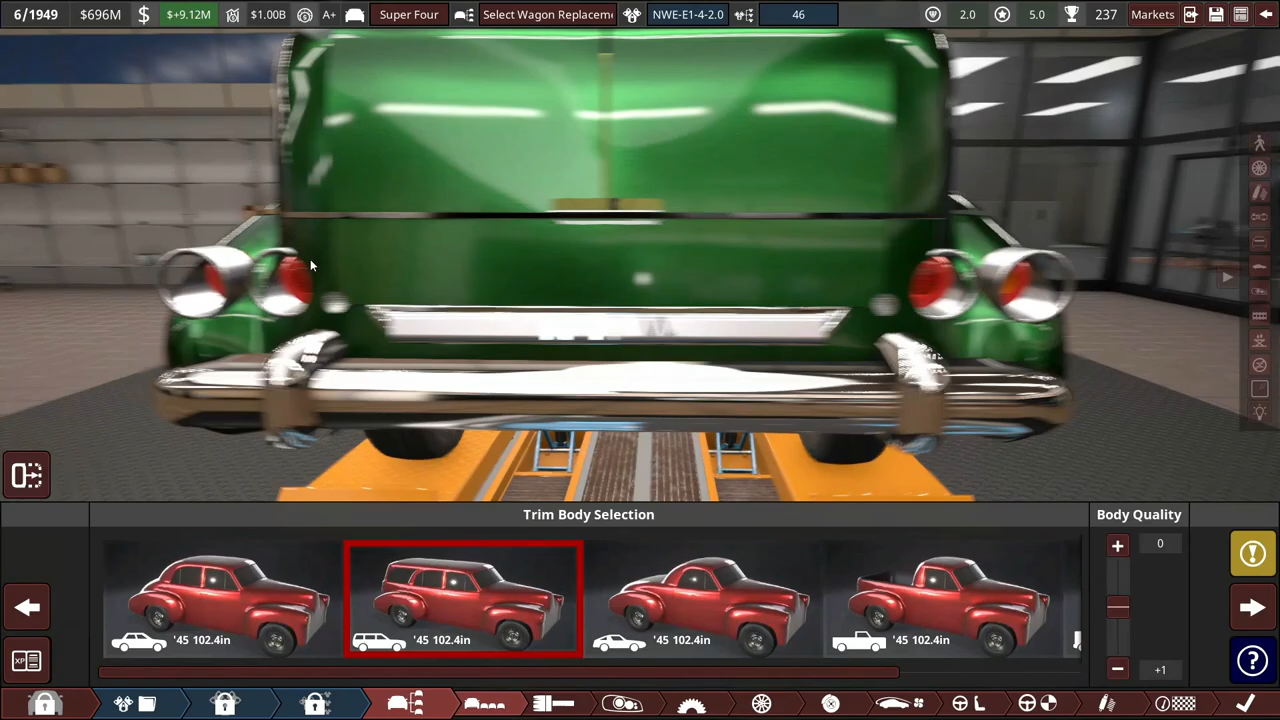 6/1949 $696M $ $+9.12M $1.00B A+ Super Four Select Wagon Replacem NWE-E1-4-2.0 46 2.0 5.0 237 Markets
Trim Body Selection
Body Quality
+ 0
'45 102.4in
'45 102.4in
'45 102.4in
'45 102.4in
- +1
XP
!
?